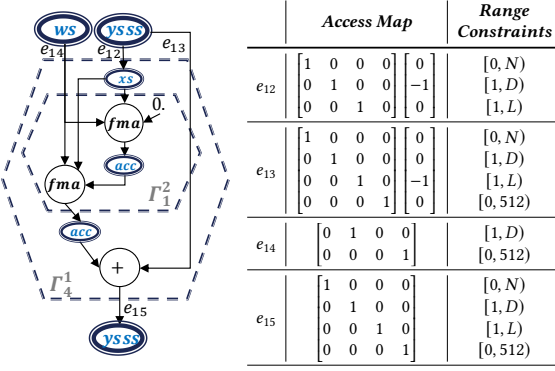 ws ysss e13
e14 e12
xs
fma 0.
acc
fma
Γ₁²
acc
Γ₄¹
+
e15
ysss
Access Map Range Constraints
e12
1 0 0 0 0 [0, N)
0 1 0 0 −1 [1, D)
0 0 1 0 0 [1, L)
e13
1 0 0 0 0 [0, N)
0 1 0 0 0 [1, D)
0 0 1 0 −1 [1, L)
0 0 0 1 0 [0, 512)
e14
0 1 0 0 [1, D)
0 0 0 1 [0, 512)
e15
1 0 0 0 [0, N)
0 1 0 0 [1, D)
0 0 1 0 [1, L)
0 0 0 1 [0, 512)